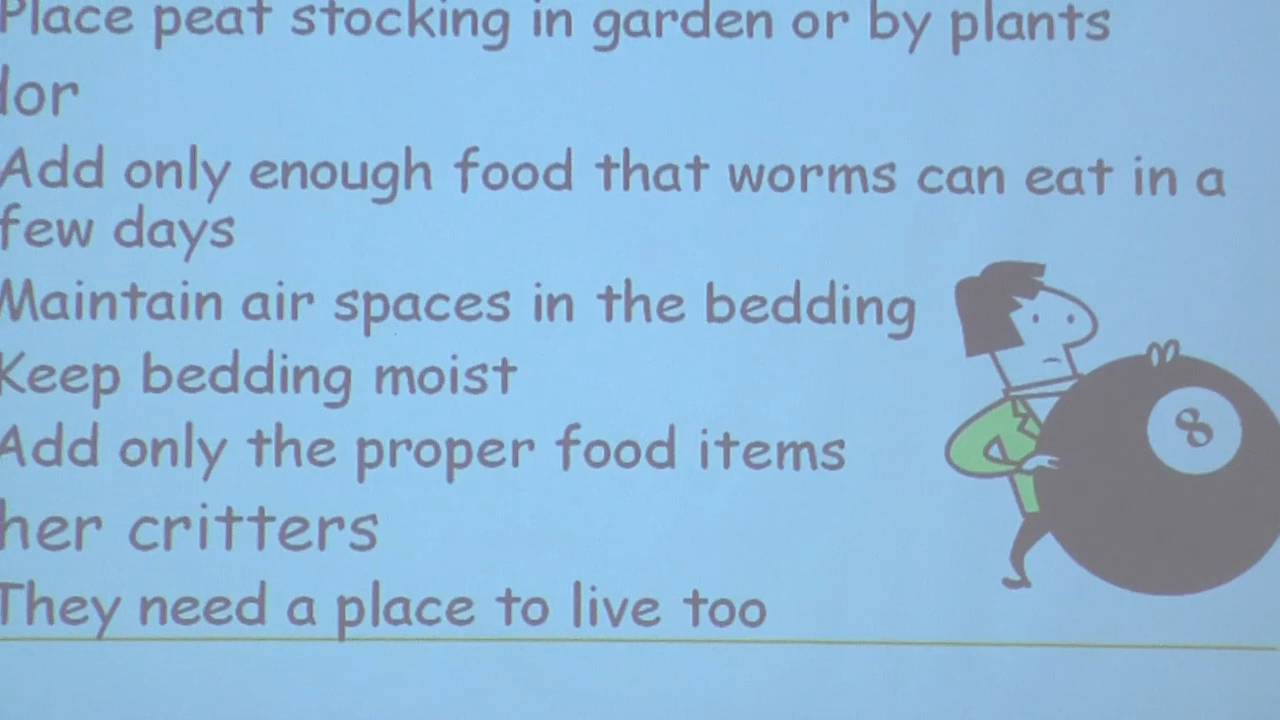 Place peat stocking in garden or by plants
dor
Add only enough food that worms can eat in a
few days
Maintain air spaces in the bedding
Keep bedding moist
Add only the proper food items
her critters
They need a place to live too
8